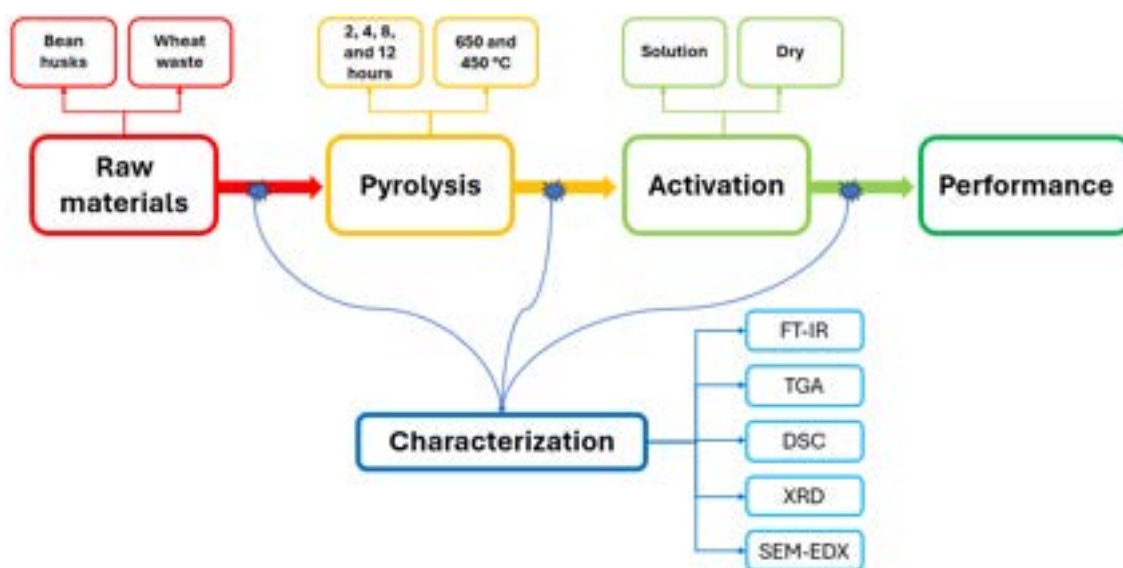 Bean
husks
Wheat
waste
2, 4, 8,
and 12
hours
650 and
450 °C
Solution
Dry
Raw
materials
Pyrolysis
Activation
Performance
Characterization
FT-IR
TGA
DSC
XRD
SEM-EDX